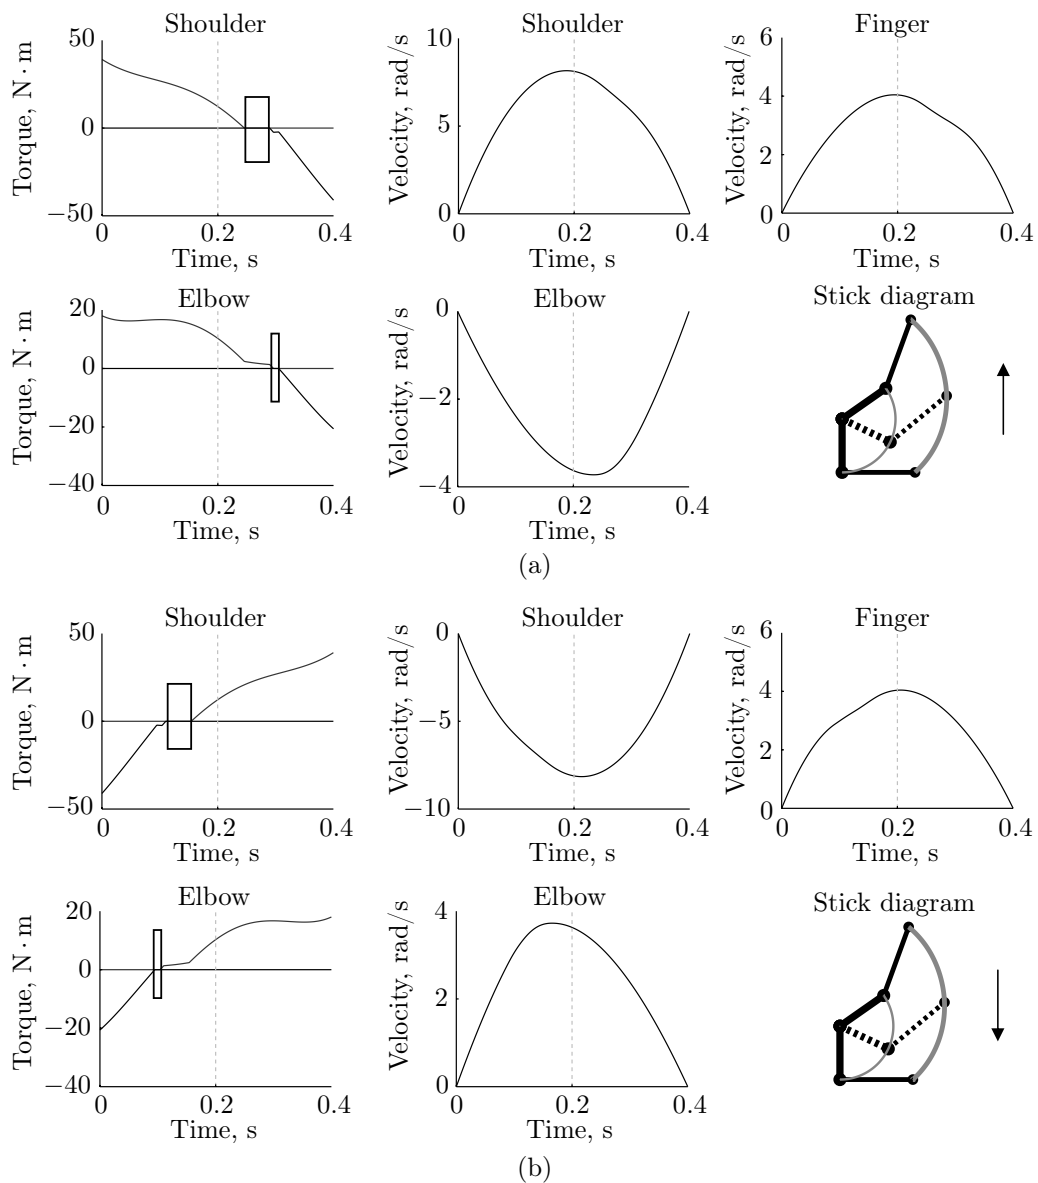 Shoulder
Torque, N · m
50
0
−50
0
0.2
0.4
Time, s
Shoulder
Velocity, rad/s
10
5
0
0
0.2
0.4
Time, s
Finger
Velocity, rad/s
6
4
2
0
0
0.2
0.4
Time, s
Elbow
Torque, N · m
20
0
−20
−40
0
0.2
0.4
Time, s
Elbow
Velocity, rad/s
0
−2
−4
0
0.2
0.4
Time, s
Stick diagram
(a)
Shoulder
Torque, N · m
50
0
−50
0
0.2
0.4
Time, s
Shoulder
Velocity, rad/s
0
−5
−10
0
0.2
0.4
Time, s
Finger
Velocity, rad/s
6
4
2
0
0
0.2
0.4
Time, s
Elbow
Torque, N · m
20
0
−20
−40
0
0.2
0.4
Time, s
Elbow
Velocity, rad/s
4
2
0
0
0.2
0.4
Time, s
Stick diagram
(b)